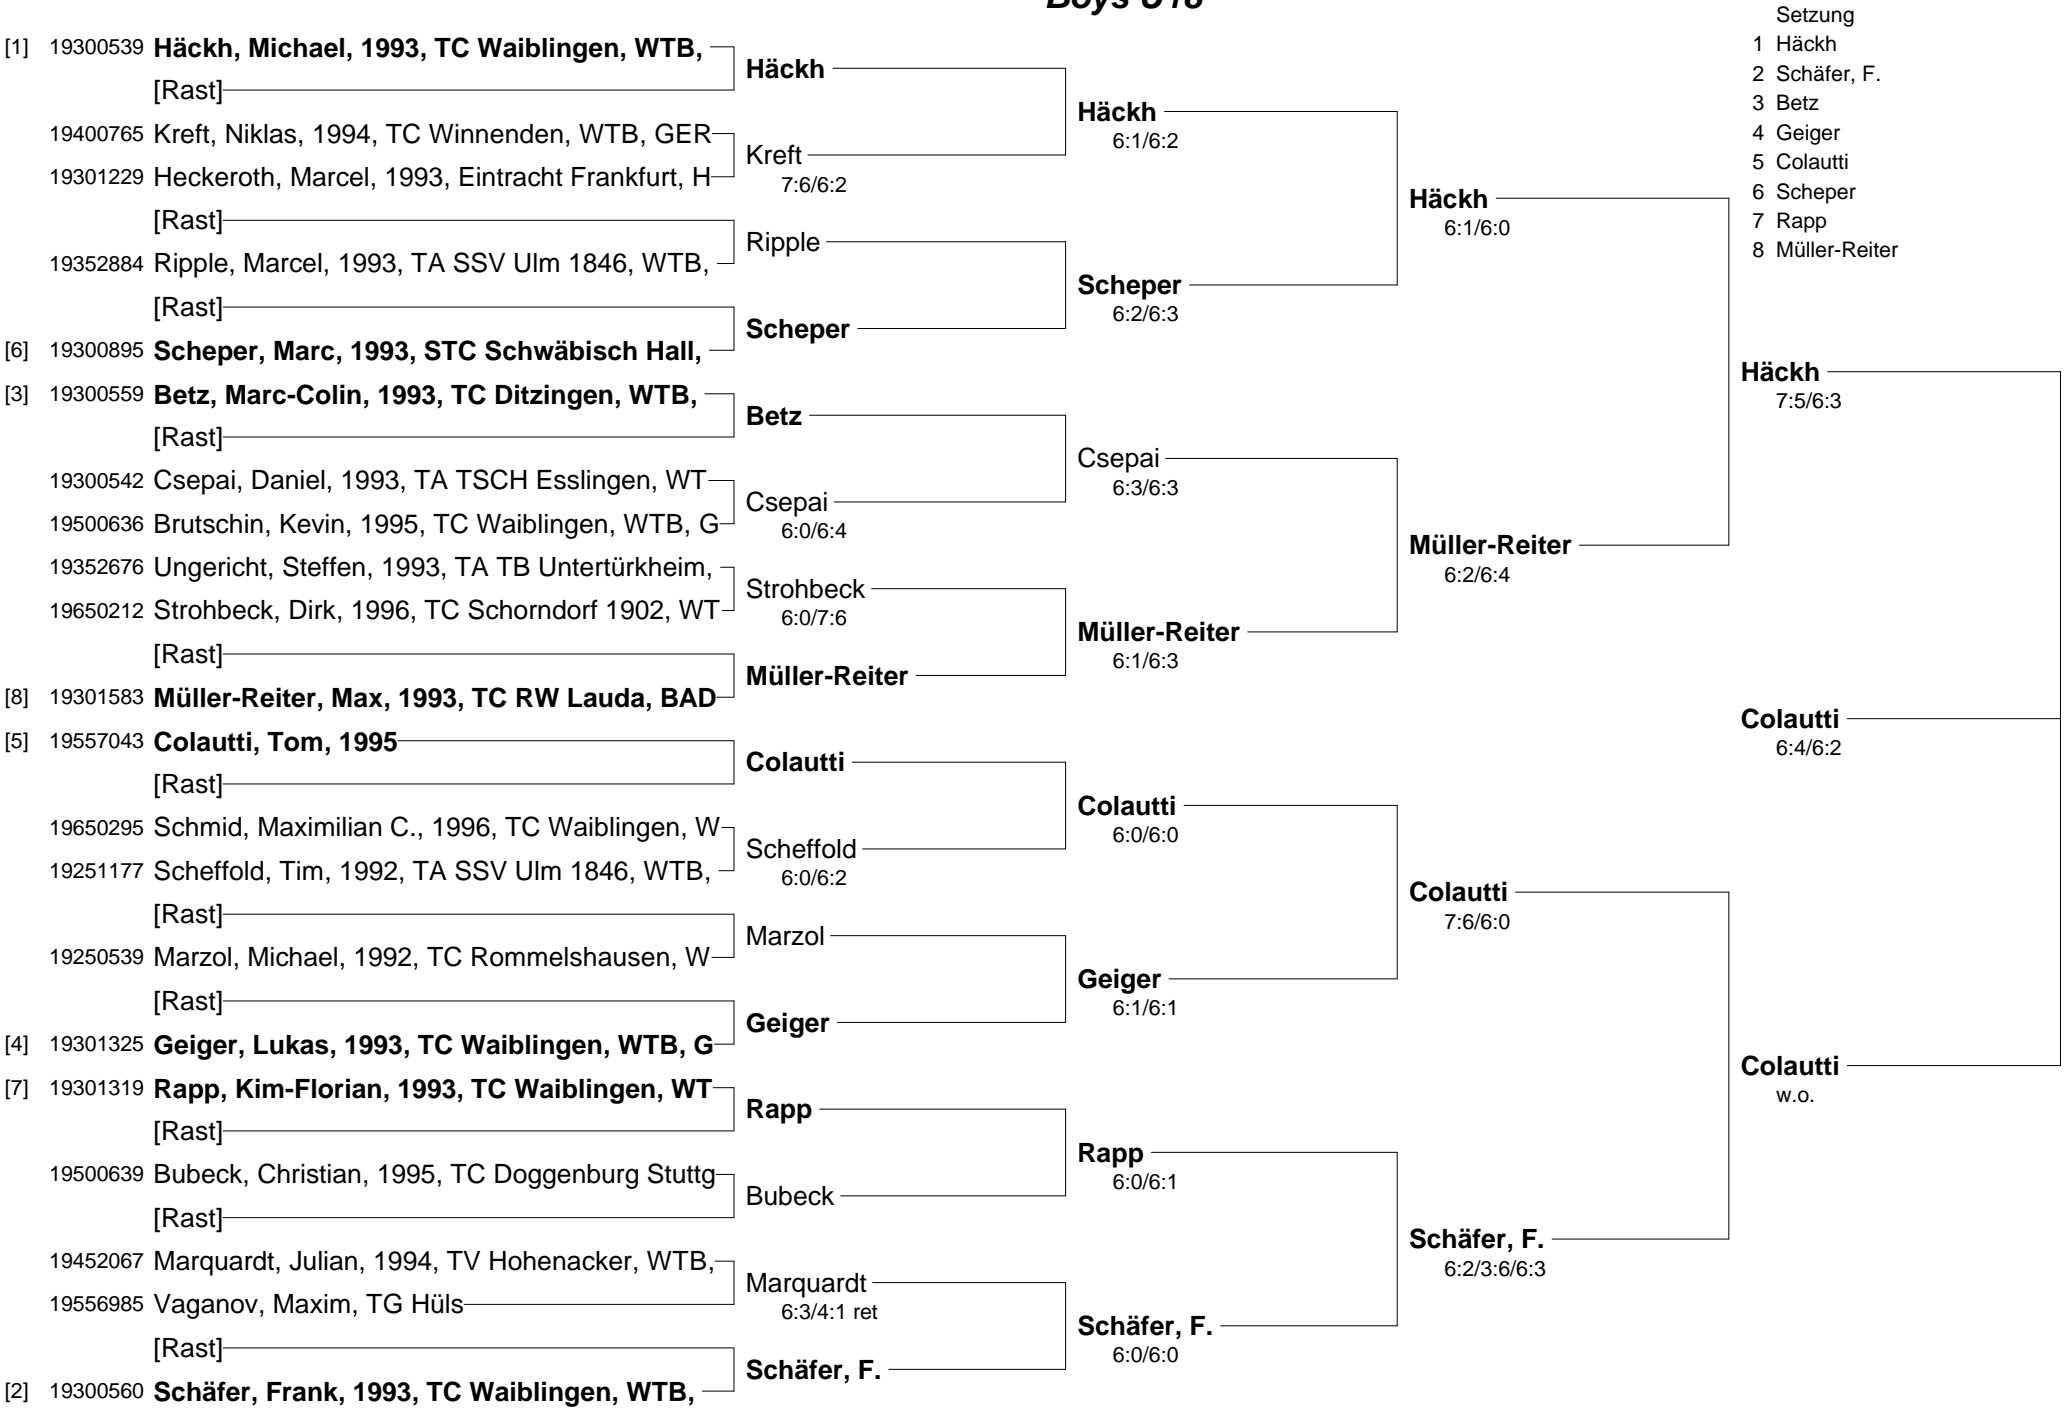 Boys U18
Setzung
1 Häckh
2 Schäfer, F.
3 Betz
4 Geiger
5 Colautti
6 Scheper
7 Rapp
8 Müller-Reiter
[1] 19300539 Häckh, Michael, 1993, TC Waiblingen, WTB,
[Rast]
19400765 Kreft, Niklas, 1994, TC Winnenden, WTB, GER
19301229 Heckeroth, Marcel, 1993, Eintracht Frankfurt, H
[Rast]
19352884 Ripple, Marcel, 1993, TA SSV Ulm 1846, WTB,
[Rast]
[6] 19300895 Scheper, Marc, 1993, STC Schwäbisch Hall,
[3] 19300559 Betz, Marc-Colin, 1993, TC Ditzingen, WTB,
[Rast]
19300542 Csepai, Daniel, 1993, TA TSCH Esslingen, WT
19500636 Brutschin, Kevin, 1995, TC Waiblingen, WTB, G
19352676 Ungericht, Steffen, 1993, TA TB Untertürkheim,
19650212 Strohbeck, Dirk, 1996, TC Schorndorf 1902, WT
[Rast]
[8] 19301583 Müller-Reiter, Max, 1993, TC RW Lauda, BAD
[5] 19557043 Colautti, Tom, 1995
[Rast]
19650295 Schmid, Maximilian C., 1996, TC Waiblingen, W
19251177 Scheffold, Tim, 1992, TA SSV Ulm 1846, WTB,
[Rast]
19250539 Marzol, Michael, 1992, TC Rommelshausen, W
[Rast]
[4] 19301325 Geiger, Lukas, 1993, TC Waiblingen, WTB, G
[7] 19301319 Rapp, Kim-Florian, 1993, TC Waiblingen, WT
[Rast]
19500639 Bubeck, Christian, 1995, TC Doggenburg Stuttg
[Rast]
19452067 Marquardt, Julian, 1994, TV Hohenacker, WTB,
19556985 Vaganov, Maxim, TG Hüls
[Rast]
[2] 19300560 Schäfer, Frank, 1993, TC Waiblingen, WTB,
Häckh
Kreft
7:6/6:2
Ripple
Scheper
Betz
Csepai
6:0/6:4
Strohbeck
6:0/7:6
Müller-Reiter
Colautti
Scheffold
6:0/6:2
Marzol
Geiger
Rapp
Bubeck
Marquardt
6:3/4:1 ret
Schäfer, F.
Häckh
6:1/6:2
Scheper
6:2/6:3
Csepai
6:3/6:3
Müller-Reiter
6:1/6:3
Colautti
6:0/6:0
Geiger
6:1/6:1
Rapp
6:0/6:1
Schäfer, F.
6:0/6:0
Häckh
6:1/6:0
Müller-Reiter
6:2/6:4
Colautti
7:6/6:0
Schäfer, F.
6:2/3:6/6:3
Häckh
7:5/6:3
Colautti
6:4/6:2
Colautti
w.o.